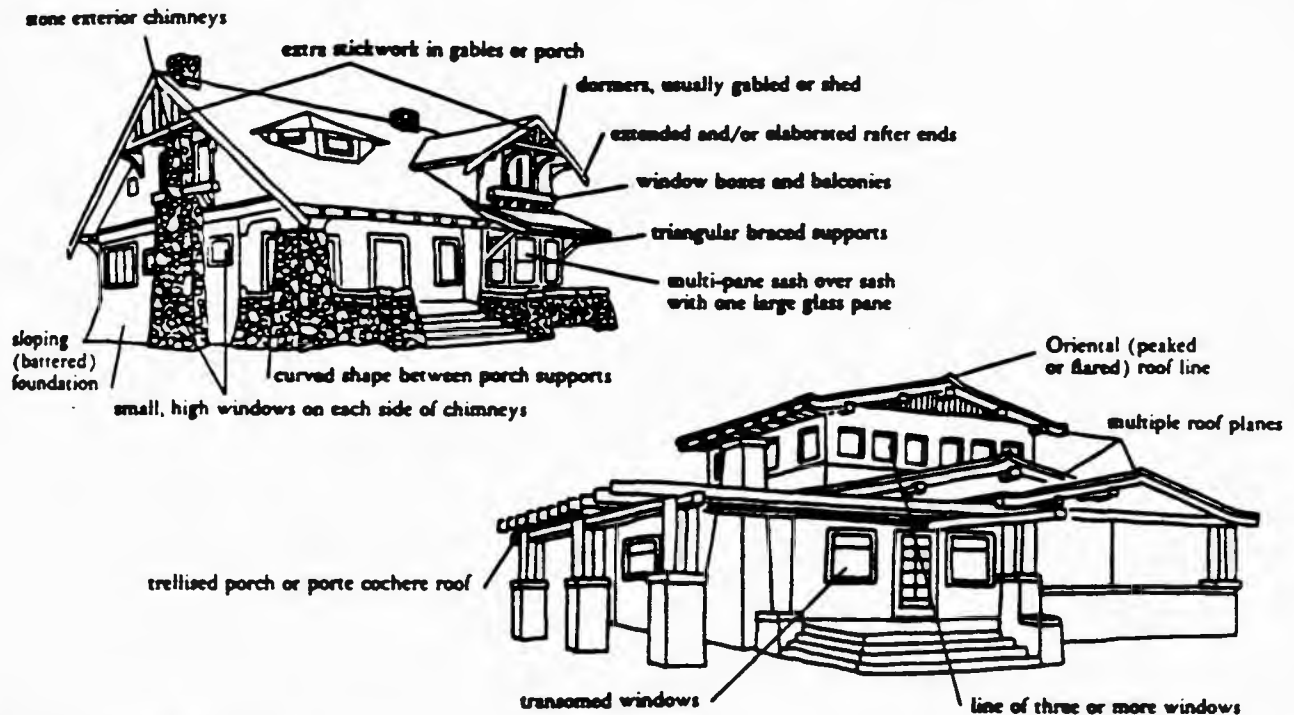 stone exterior chimneys
extra stickwork in gables or porch
dormers, usually gabled or shed
extended and/or elaborated rafter ends
window boxes and balconies
triangular braced supports
multi-pane sash over sash
with one large glass pane
sloping
(battered)
foundation
curved shape between porch supports
small, high windows on each side of chimneys
Oriental (peaked
or flared) roof line
multiple roof planes
trellised porch or porte cochere roof
transomed windows
line of three or more windows